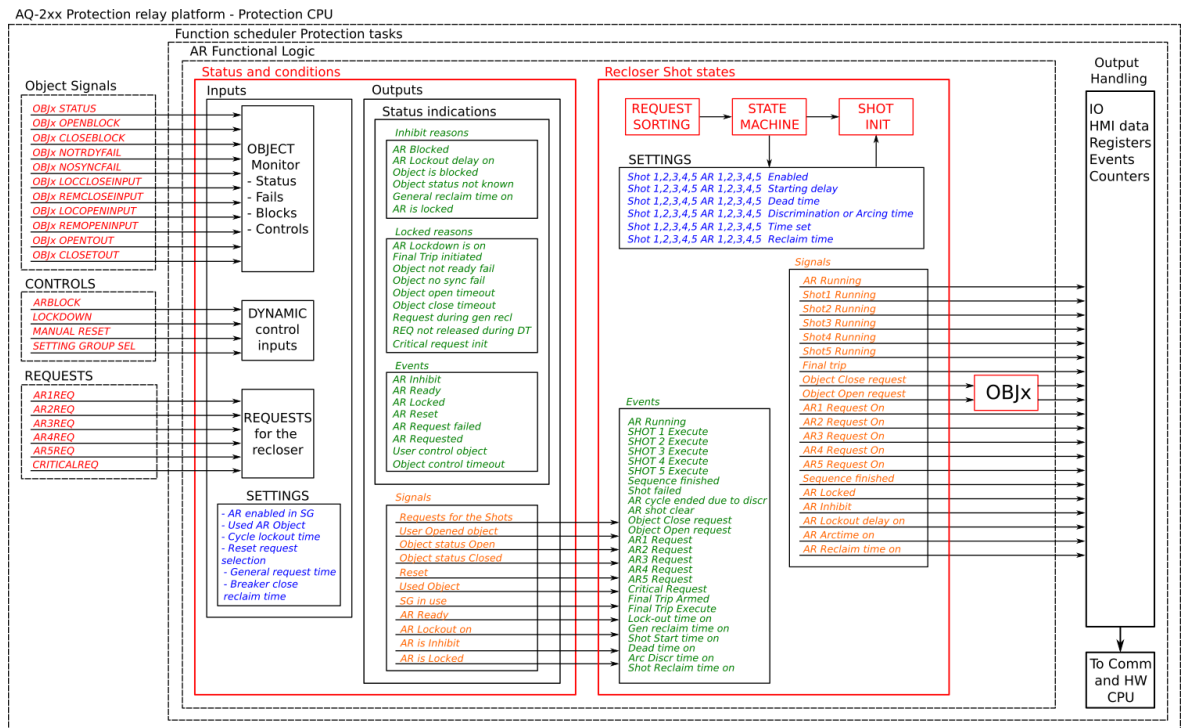 AQ-2xx Protection relay platform - Protection CPU
Function scheduler Protection tasks
AR Functional Logic
Object Signals
OBJx STATUS
OBJx OPENBLOCK
OBJx CLOSEBLOCK
OBJx NOTRDYFAIL
OBJx NOSYNCFAIL
OBJx LOCCLOSEINPUT
OBJx REMCLOSEINPUT
OBJx LOCOPENINPUT
OBJx REMOPENINPUT
OBJx OPENTOUT
OBJx CLOSETOUT
CONTROLS
ARBLOCK
LOCKDOWN
MANUAL RESET
SETTING GROUP SEL
REQUESTS
AR1REQ
AR2REQ
AR3REQ
AR4REQ
AR5REQ
CRITICALREQ
Status and conditions
Inputs
OBJECT
Monitor
- Status
- Fails
- Blocks
- Controls
DYNAMIC
control
inputs
REQUESTS
for the
recloser
SETTINGS
- AR enabled in SG
- Used AR Object
- Cycle lockout time
- Reset request
selection
- General request time
- Breaker close
reclaim time
Outputs
Status indications
Inhibit reasons
AR Blocked
AR Lockout delay on
Object is blocked
Object status not known
General reclaim time on
AR is locked
Locked reasons
AR Lockdown is on
Final Trip initiated
Object not ready fail
Object no sync fail
Object open timeout
Object close timeout
Request during gen recl
REQ not released during DT
Critical request init
Events
AR Inhibit
AR Ready
AR Locked
AR Reset
AR Request failed
AR Requested
User control object
Object control timeout
Signals
Requests for the Shots
User Opened object
Object status Open
Object status Closed
Reset
Used Object
SG in use
AR Ready
AR Lockout on
AR is Inhibit
AR is Locked
Recloser Shot states
REQUEST
SORTING
STATE
MACHINE
SHOT
INIT
SETTINGS
Shot 1,2,3,4,5 AR 1,2,3,4,5 Enabled
Shot 1,2,3,4,5 AR 1,2,3,4,5 Starting delay
Shot 1,2,3,4,5 AR 1,2,3,4,5 Dead time
Shot 1,2,3,4,5 AR 1,2,3,4,5 Discrimination or Arcing time
Shot 1,2,3,4,5 AR 1,2,3,4,5 Time set
Shot 1,2,3,4,5 AR 1,2,3,4,5 Reclaim time
Events
AR Running
SHOT 1 Execute
SHOT 2 Execute
SHOT 3 Execute
SHOT 4 Execute
SHOT 5 Execute
Sequence finished
Shot failed
AR cycle ended due to discr
AR shot clear
Object Close request
Object Open request
AR1 Request
AR2 Request
AR3 Request
AR4 Request
AR5 Request
Critical Request
Final Trip Armed
Final Trip Execute
Lock-out time on
Gen reclaim time on
Shot Start time on
Dead time on
Arc Discr time on
Shot Reclaim time on
Signals
AR Running
Shot1 Running
Shot2 Running
Shot3 Running
Shot4 Running
Shot5 Running
Final trip
Object Close request
Object Open request
AR1 Request On
AR2 Request On
AR3 Request On
AR4 Request On
AR5 Request On
Sequence finished
AR Locked
AR Inhibit
AR Lockout delay on
AR Arctime on
AR Reclaim time on
OBJx
Output
Handling
IO
HMI data
Registers
Events
Counters
To Comm
and HW
CPU